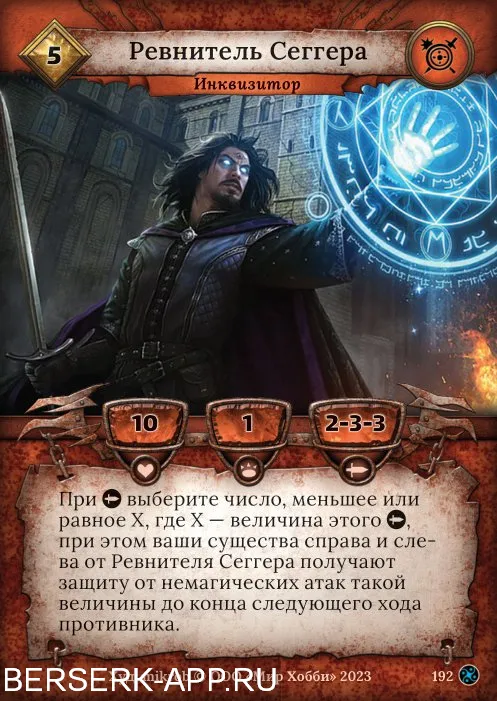 5
Ревнитель Сеггера
Инквизитор
10 1 2-3-3
При выберите число, меньшее или
равное X, где X — величина этого ,
при этом ваши существа справа и сле-
ва от Ревнителя Сеггера получают
защиту от немагических атак такой
величины до конца следующего хода
противника.
ООО «Мир Хобби» 2023 192
BERSERK-APP.РУ